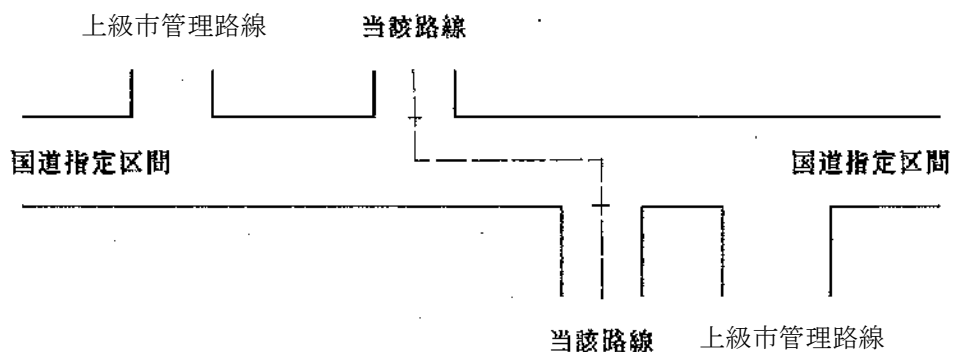 上級市管理路線
当該路線
国道指定区間
国道指定区間
当該路線
上級市管理路線